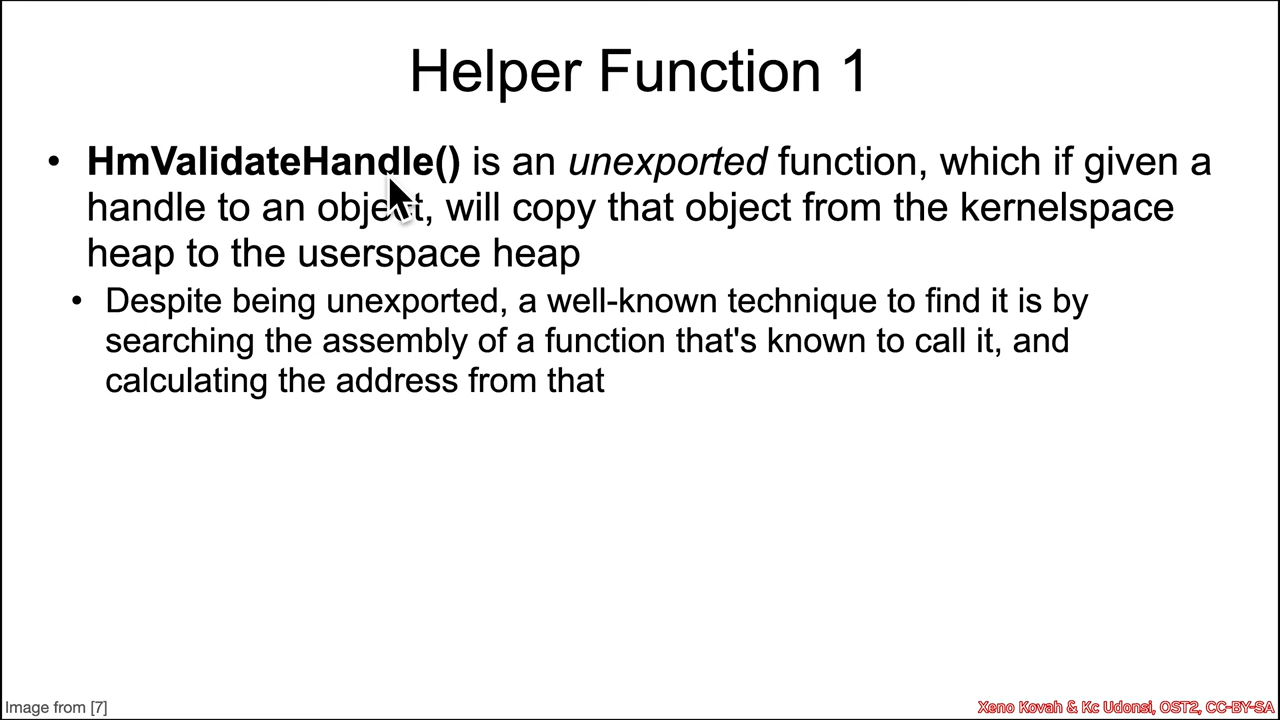 Helper Function 1
• HmValidateHandle() is an unexported function, which if given a
handle to an object, will copy that object from the kernelspace
heap to the userspace heap
• Despite being unexported, a well-known technique to find it is by
searching the assembly of a function that's known to call it, and
calculating the address from that
Image from [7]
Xeno Kovah & Kc Udonsi, OST2, CC-BY-SA